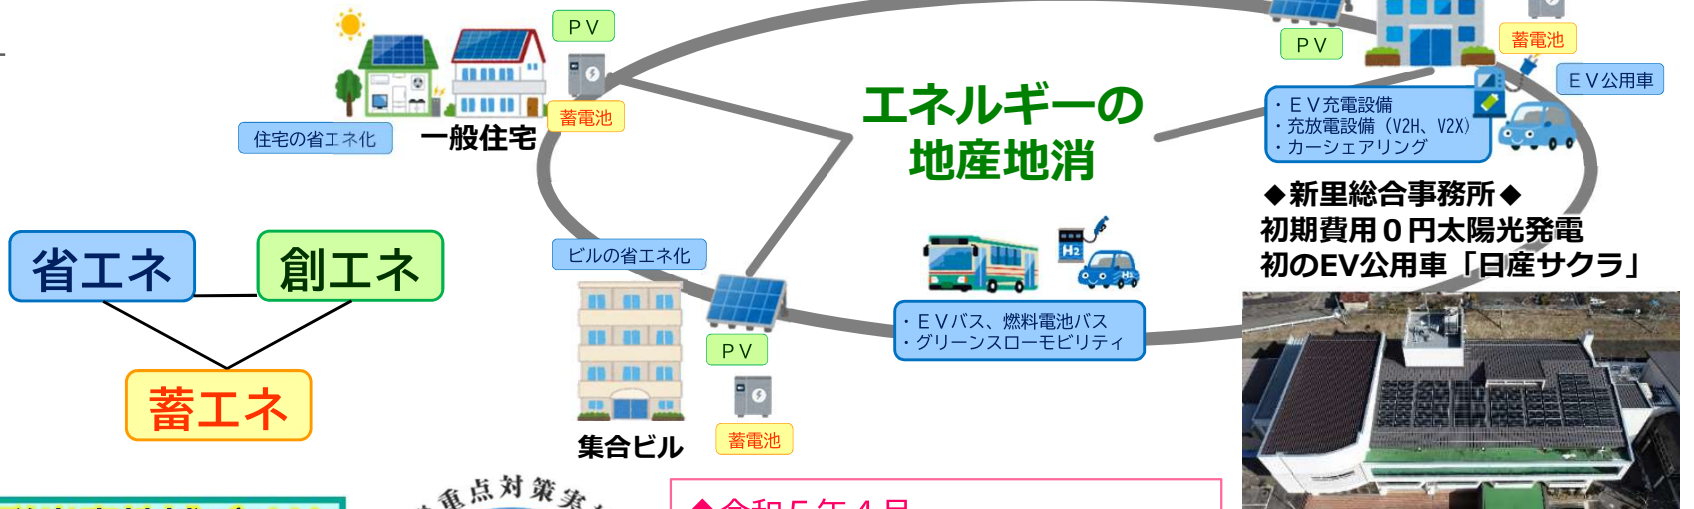 PV
蓄電池
住宅の省エネ化
一般住宅
エネルギーの
地産地消
PV
蓄電池
EV公用車
・EV充電設備
・充放電設備（V2H、V2X）
・カーシェアリング
◆新里総合事務所◆
初期費用０円太陽光発電
初のEV公用車「日産サクラ」
省エネ
創エネ
蓄エネ
ビルの省エネ化
PV
蓄電池
集合ビル
H2
H2
・EVバス、燃料電池バス
・グリーンスローモビリティ
重点対策実
◆令和５年４月